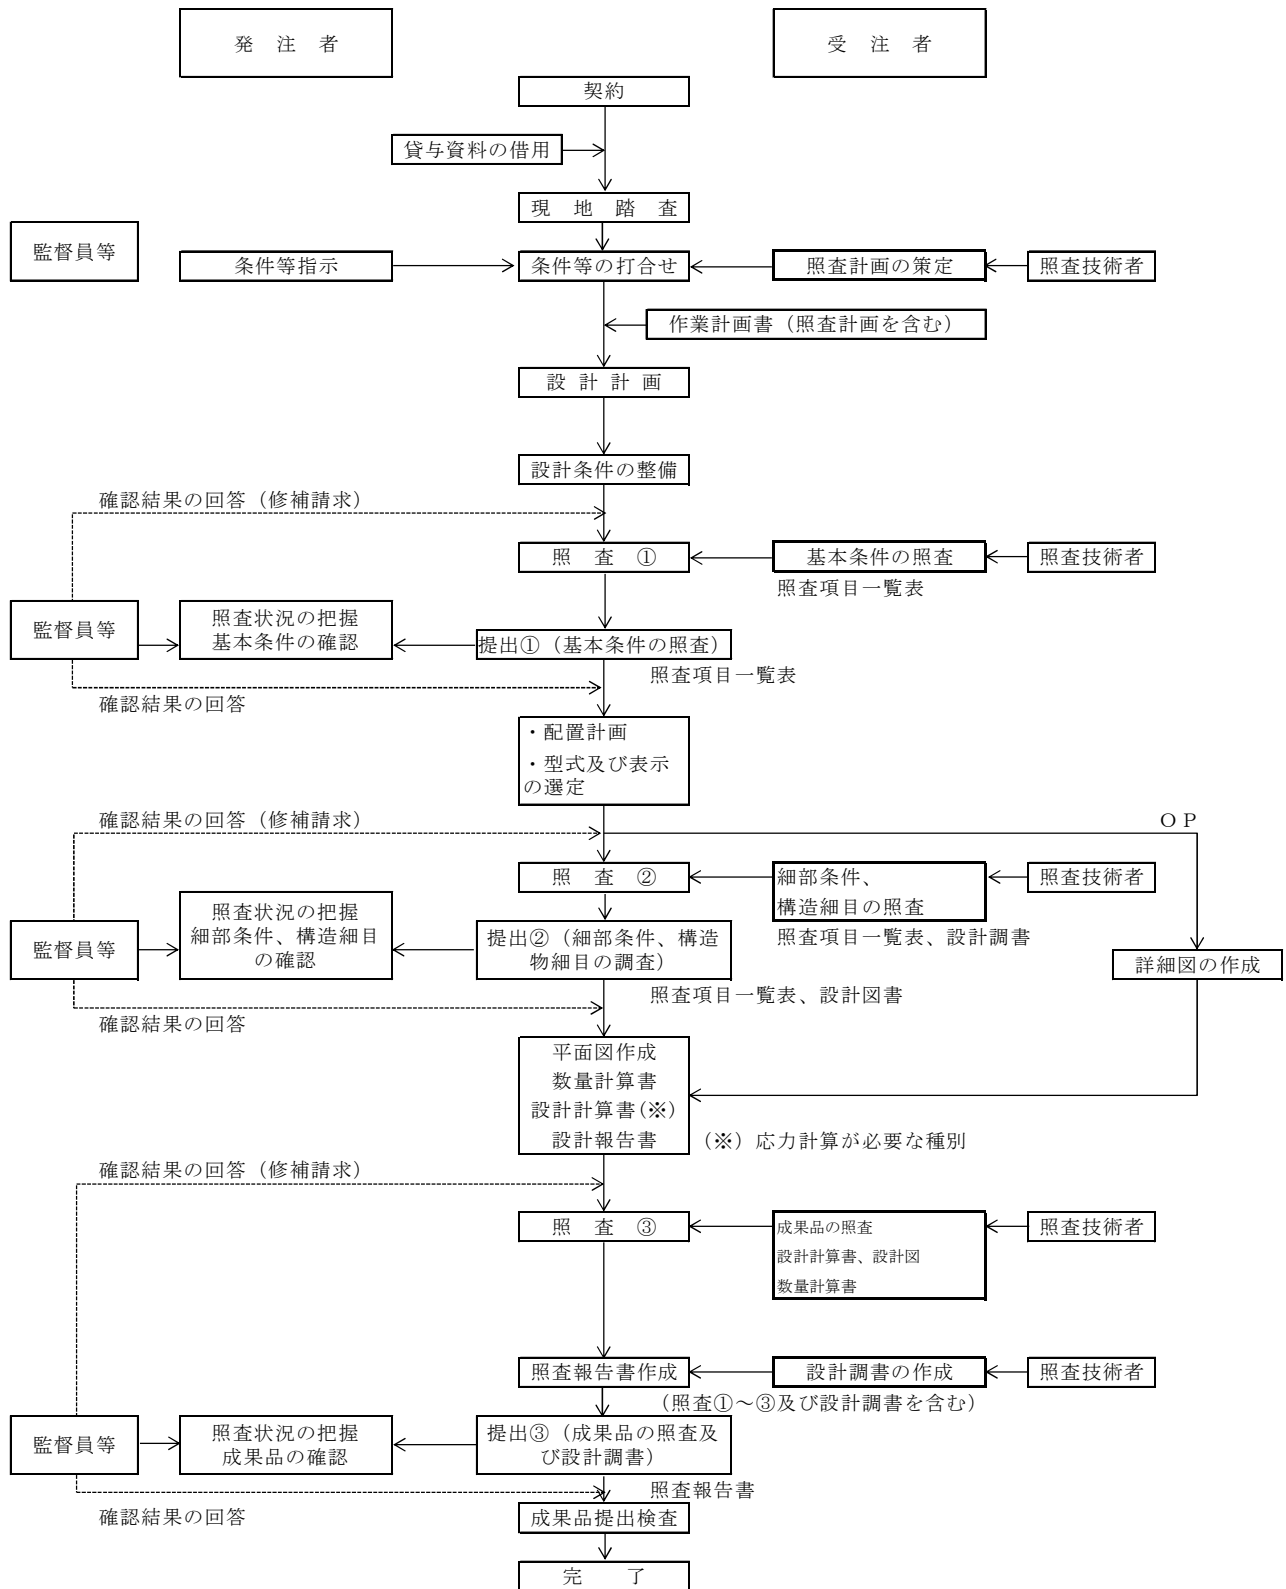 発　注　者
受　注　者
契約
貸与資料の借用
現　地　踏　査
監督員等
条件等指示
条件等の打合せ
照査計画の策定
照査技術者
作業計画書（照査計画を含む）
設 計 計 画
設計条件の整備
確認結果の回答（修補請求）
照　査　①
基本条件の照査
照査技術者
照査項目一覧表
監督員等
照査状況の把握
基本条件の確認
提出①（基本条件の照査）
照査項目一覧表
確認結果の回答
・配置計画
・型式及び表示
の選定
確認結果の回答（修補請求）
ＯＰ
照　査　②
細部条件、
構造細目の照査
照査技術者
照査項目一覧表、設計調書
監督員等
照査状況の把握
細部条件、構造細目
の確認
提出②（細部条件、構造
物細目の調査）
詳細図の作成
照査項目一覧表、設計図書
確認結果の回答
平面図作成
数量計算書
設計計算書(※)
設計報告書
（※）応力計算が必要な種別
確認結果の回答（修補請求）
照　査　③
成果品の照査
設計計算書、設計図
数量計算書
照査技術者
照査報告書作成
設計調書の作成
照査技術者
（照査①～③及び設計調書を含む）
監督員等
照査状況の把握
成果品の確認
提出③（成果品の照査及
び設計調書）
照査報告書
確認結果の回答
成果品提出検査
完　　了